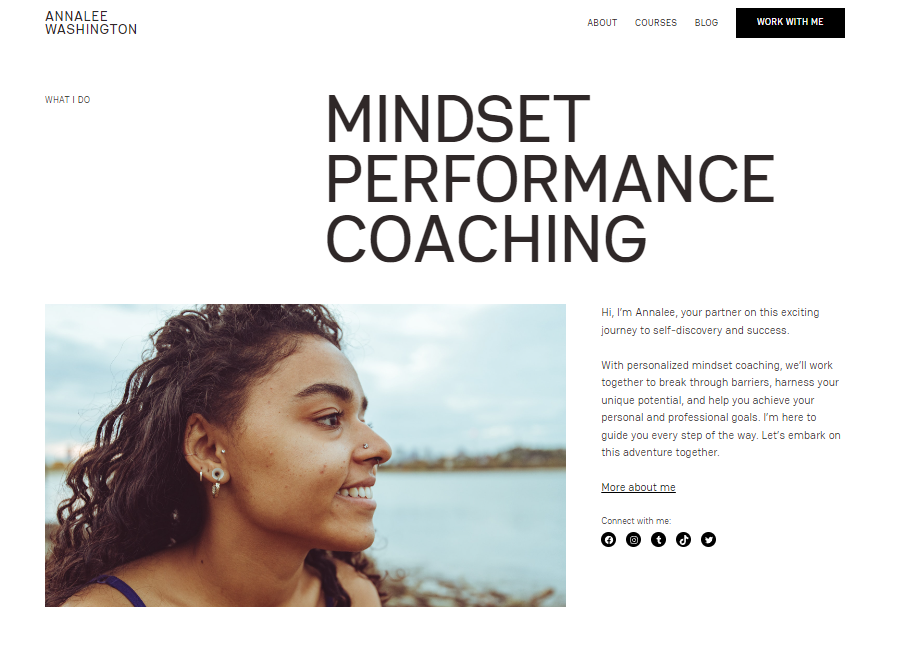 ANNALEE
WASHINGTON
ABOUT
COURSES
BLOG
WORK WITH ME
WHAT I DO
MINDSET
PERFORMANCE
COACHING
Hi, I'm Annalee, your partner on this exciting
journey to self-discovery and success.
With personalized mindset coaching, we'll work
together to break through barriers, harness your
unique potential, and help you achieve your
personal and professional goals. I'm here to
guide you every step of the way. Let's embark on
this adventure together.
More about me
Connect with me: